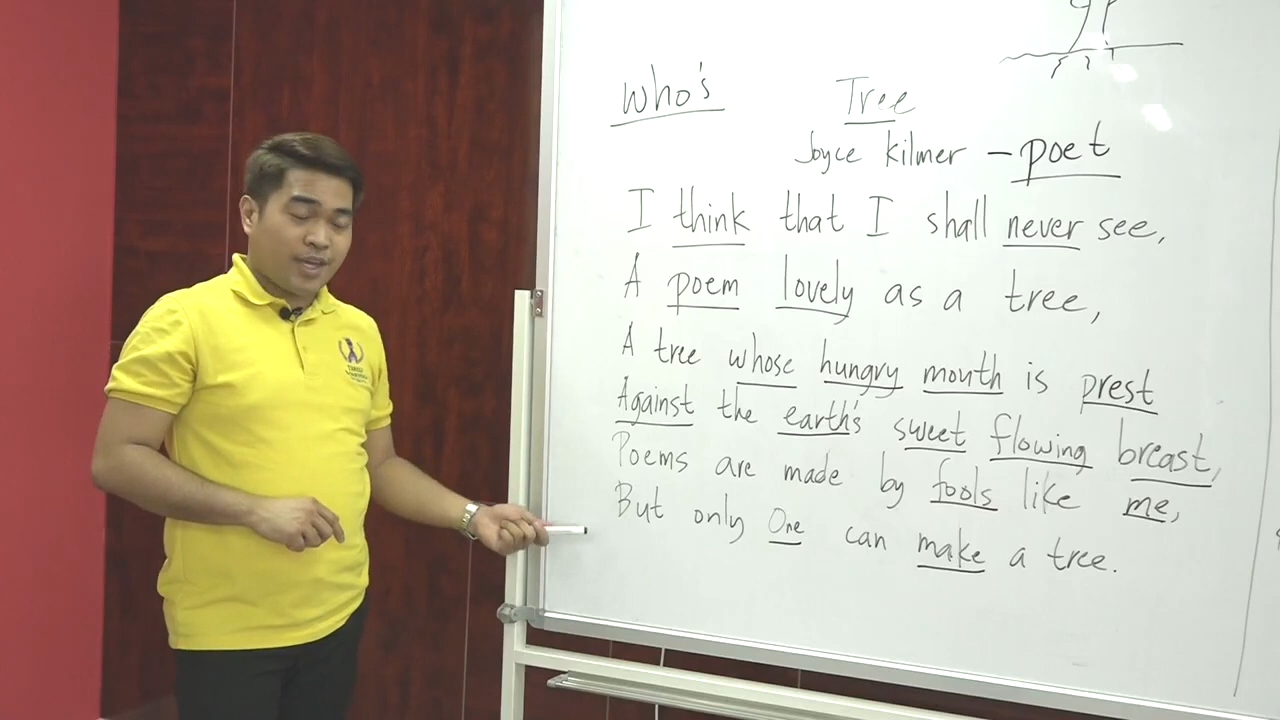 Who's
Tree
Joyce Kilmer – poet
I think that I shall never see,
A poem lovely as a tree,
A tree whose hungry mouth is prest
Against the earth's sweet flowing breast,
Poems are made by fools like me,
But only One can make a tree.